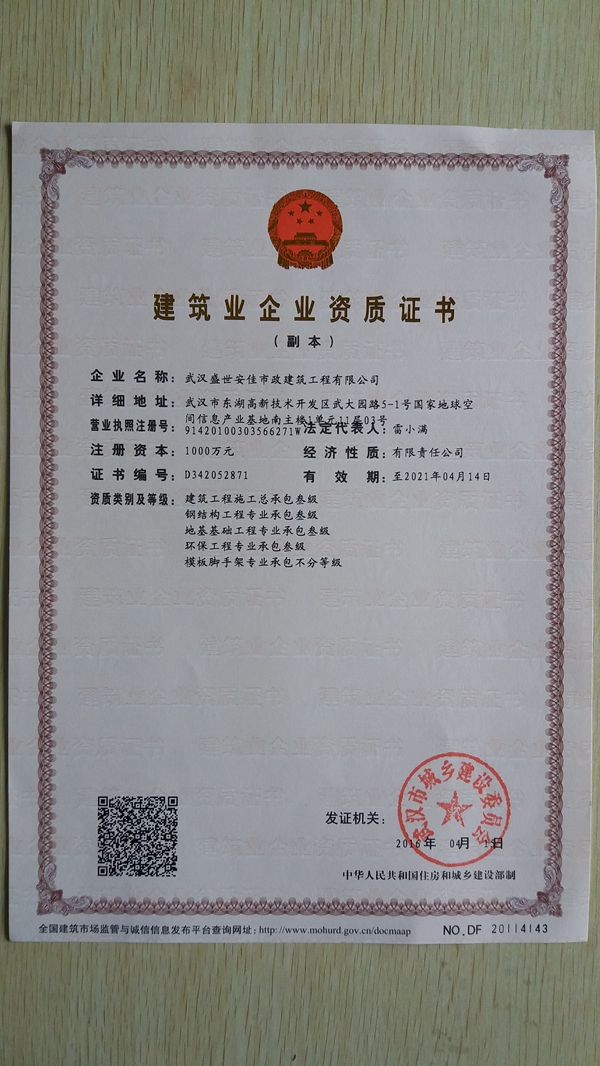 建筑业企业资质证书
（副本）
企业名称：武汉盛世安佳市政建筑工程有限公司
详细地址：武汉市东湖高新技术开发区武大园路5-1号国家地球空
间信息产业基地南主楼1单元11层03号
营业执照注册号：91420100303566271W 法定代表人：雷小满
注册资本：1000万元 经济性质：有限责任公司
证书编号：D342052871 有效期：至2021年04月14日
资质类别及等级：建筑工程施工总承包叁级
钢结构工程专业承包叁级
地基基础工程专业承包叁级
环保工程专业承包叁级
模板脚手架专业承包不分等级
武汉市城乡建设委员会
发证机关：
2016年 04月 日
中华人民共和国住房和城乡建设部制
全国建筑市场监管与诚信信息发布平台查询网址：http://www.mohurd.gov.cn/docmaap NO.DF 20114143